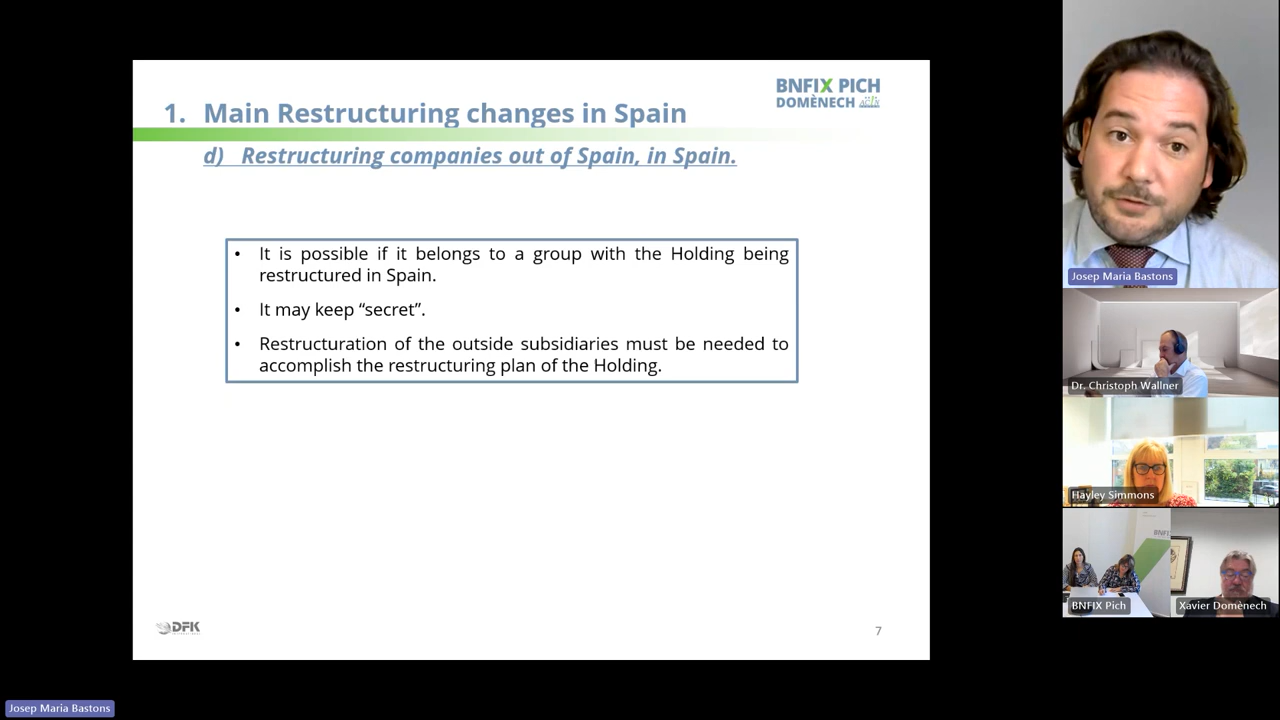 BNFIX PICH
DOMÈNECH
1. Main Restructuring changes in Spain
d) Restructuring companies out of Spain, in Spain.
• It is possible if it belongs to a group with the Holding being
restructured in Spain.
• It may keep “secret”.
• Restructuration of the outside subsidiaries must be needed to
accomplish the restructuring plan of the Holding.
DFK
7
Josep Maria Bastons
Dr. Christoph Wallner
Hayley Simmons
BNFIX
BNFIX Pich
Xavier Domènech
Josep Maria Bastons